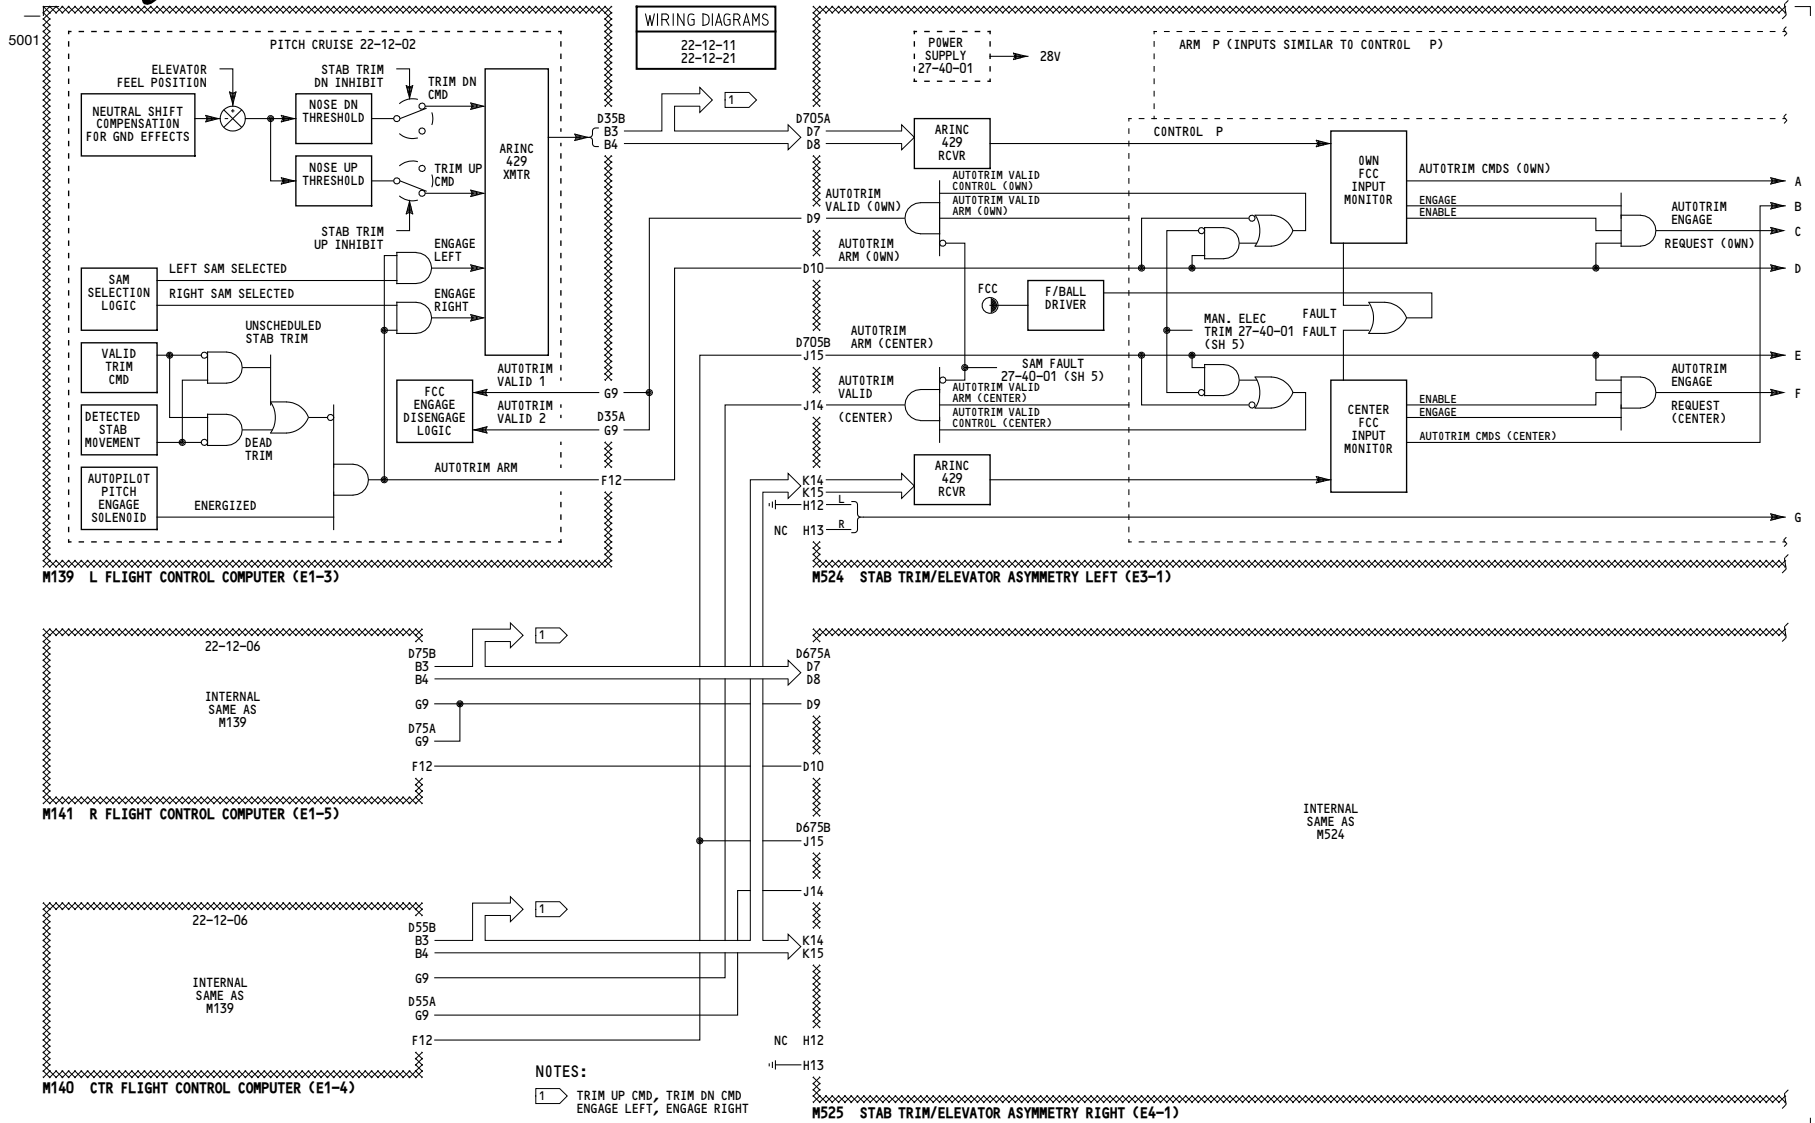 5001
WIRING DIAGRAMS
22-12-11
22-12-21
PITCH CRUISE 22-12-02
ELEVATOR
FEEL POSITION
STAB TRIM
DN INHIBIT
TRIM DN
CMD
NEUTRAL SHIFT
COMPENSATION
FOR GND EFFECTS
NOSE DN
THRESHOLD
NOSE UP
THRESHOLD
TRIM UP
CMD
STAB TRIM
UP INHIBIT
ARINC
429
XMTR
ENGAGE
LEFT
ENGAGE
RIGHT
SAM
SELECTION
LOGIC
LEFT SAM SELECTED
RIGHT SAM SELECTED
UNSCHEDULED
STAB TRIM
VALID
TRIM
CMD
DETECTED
STAB
MOVEMENT
DEAD
TRIM
AUTOPILOT
PITCH
ENGAGE
SOLENOID
ENERGIZED
FCC
ENGAGE
DISENGAGE
LOGIC
AUTOTRIM
VALID 1
AUTOTRIM
VALID 2
AUTOTRIM ARM
D35B
B3
B4
G9
D35A
G9
F12
1
M139 L FLIGHT CONTROL COMPUTER (E1-3)
POWER
SUPPLY
27-40-01
28V
ARM P (INPUTS SIMILAR TO CONTROL P)
D705A
D7
D8
ARINC
429
RCVR
CONTROL P
OWN
FCC
INPUT
MONITOR
AUTOTRIM CMDS (OWN)
A
ENGAGE
ENABLE
B
AUTOTRIM
ENGAGE
REQUEST (OWN)
C
D
AUTOTRIM
VALID (OWN)
D9
AUTOTRIM VALID
CONTROL (OWN)
AUTOTRIM VALID
ARM (OWN)
AUTOTRIM
ARM (OWN)
D10
FCC
F/BALL
DRIVER
MAN. ELEC
TRIM 27-40-01
(SH 5)
FAULT
FAULT
AUTOTRIM
ARM (CENTER)
D705B
J15
SAM FAULT
27-40-01 (SH 5)
E
AUTOTRIM
VALID
(CENTER)
J14
AUTOTRIM VALID
ARM (CENTER)
AUTOTRIM VALID
CONTROL (CENTER)
CENTER
FCC
INPUT
MONITOR
ENABLE
ENGAGE
AUTOTRIM CMDS (CENTER)
AUTOTRIM
ENGAGE
REQUEST
(CENTER)
F
ARINC
429
RCVR
K14
K15
H12
L
NC H13
R
G
M524 STAB TRIM/ELEVATOR ASYMMETRY LEFT (E3-1)
22-12-06
INTERNAL
SAME AS
M139
D75B
B3
B4
G9
D75A
G9
F12
1
M141 R FLIGHT CONTROL COMPUTER (E1-5)
22-12-06
INTERNAL
SAME AS
M139
D55B
B3
B4
G9
D55A
G9
F12
1
M140 CTR FLIGHT CONTROL COMPUTER (E1-4)
D675A
D7
D8
D9
D10
D675B
J15
J14
K14
K15
NC H12
H13
INTERNAL
SAME AS
M524
M525 STAB TRIM/ELEVATOR ASYMMETRY RIGHT (E4-1)
NOTES:
1 TRIM UP CMD, TRIM DN CMD
ENGAGE LEFT, ENGAGE RIGHT